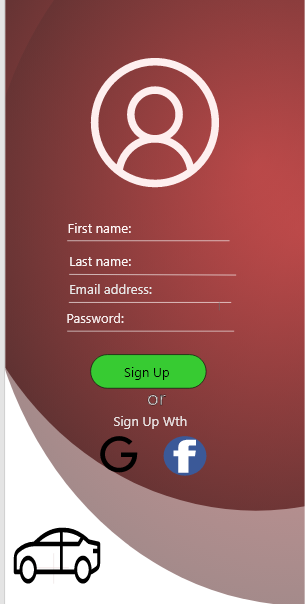 First name:
Last name:
Email address:
Password:
Sign Up
Or
Sign Up Wth
G f